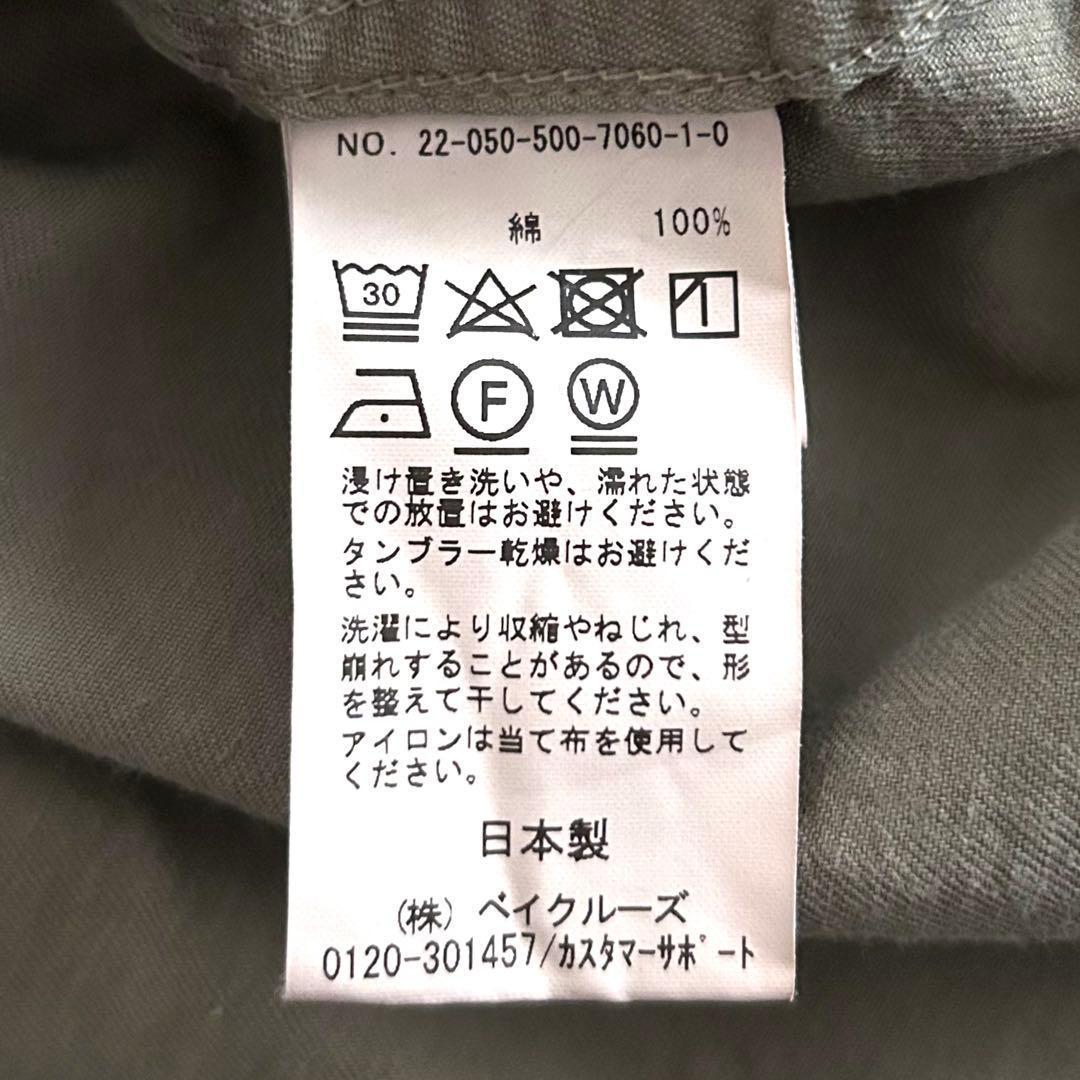 NO. 22-050-500-7060-1-0
綿 100%
30
F W
浸け置き洗いや、濡れた状態
での放置はお避けください。
タンブラー乾燥はお避けくだ
さい。
洗濯により収縮やねじれ、型
崩れすることがあるので、形
を整えて干してください。
アイロンは当て布を使用して
ください。
日本製
(株) ベイクルーズ
0120-301457/カスタマーサポート